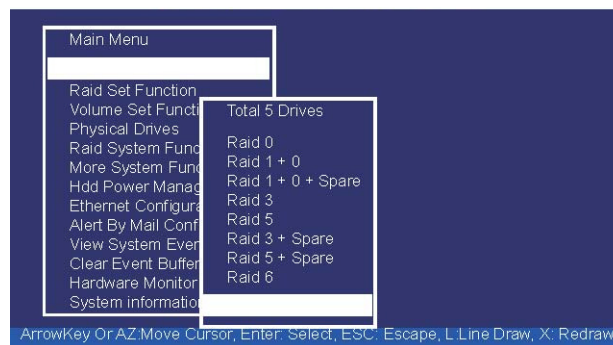 Main Menu
Raid Set Function
Volume Set Functi
Physical Drives
Raid System Func
More System Func
Hdd Power Manag
Ethernet Configura
Alert By Mail Conf
View System Even
Clear Event Buffer
Hardware Monitor
System information
Total 5 Drives
Raid 0
Raid 1 + 0
Raid 1 + 0 + Spare
Raid 3
Raid 5
Raid 3 + Spare
Raid 5 + Spare
Raid 6
ArrowKey Or AZ:Move Cursor, Enter: Select, ESC: Escape, L:Line Draw, X: Redraw